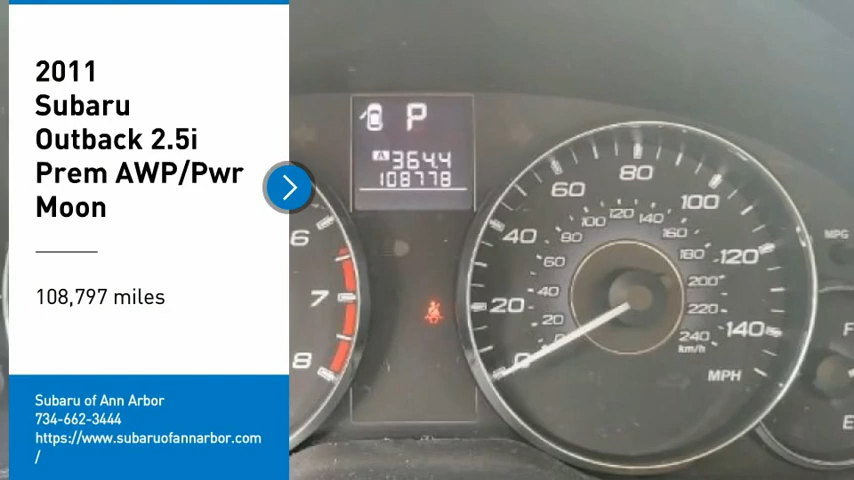 2011
Subaru
Outback 2.5i
Prem AWP/Pwr
Moon
108,797 miles
Subaru of Ann Arbor
734-662-3444
https://www.subaruofannarbor.com
/
P
A 364.4
108778
6
7
8
0
20
40
60
80
100
120
140
MPH
20
40
60
80
100
120
140
160
180
200
220
240
km/h
MPG
F
E